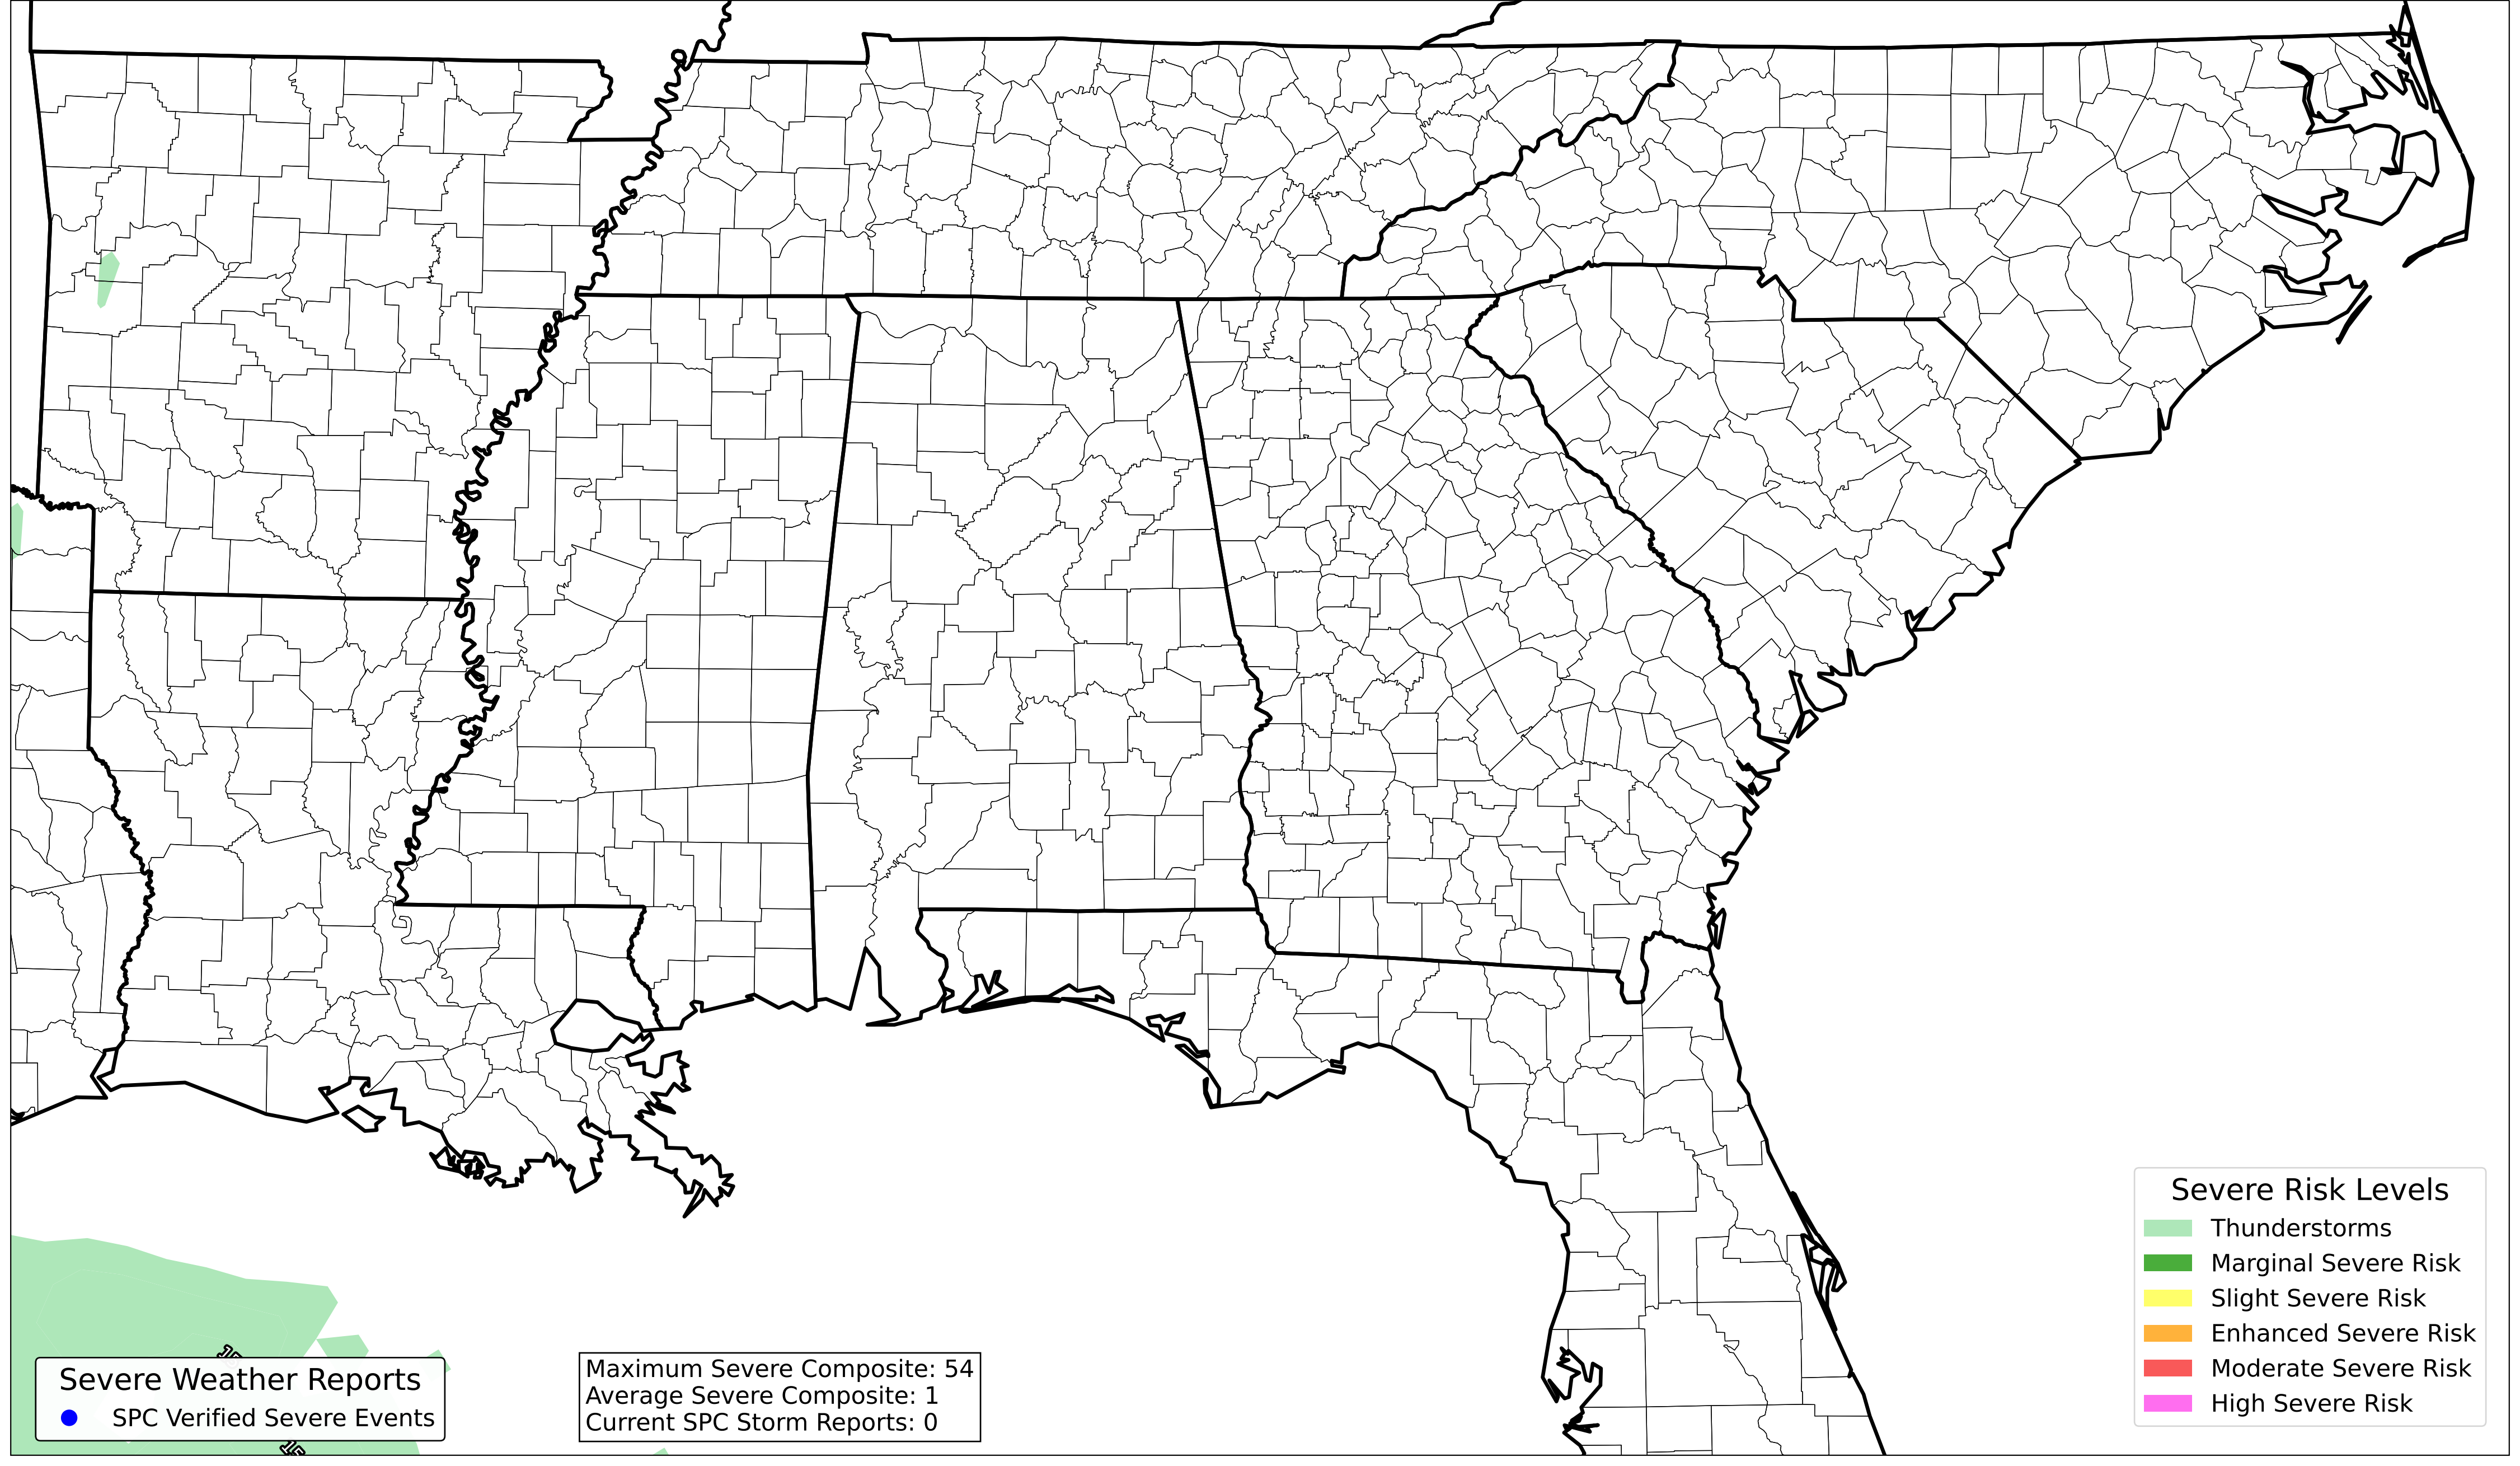 Severe Weather Reports
SPC Verified Severe Events
Maximum Severe Composite: 54
Average Severe Composite: 1
Current SPC Storm Reports: 0
Severe Risk Levels
Thunderstorms
Marginal Severe Risk
Slight Severe Risk
Enhanced Severe Risk
Moderate Severe Risk
High Severe Risk